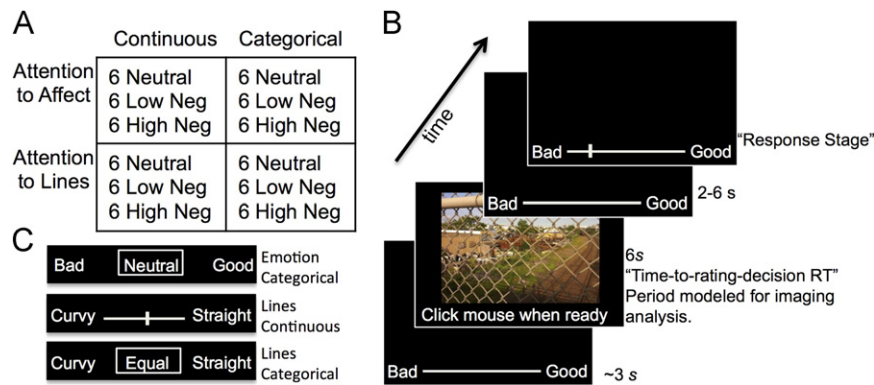 A
Continuous Categorical
Attention to Affect
6 Neutral 6 Neutral
6 Low Neg 6 Low Neg
6 High Neg 6 High Neg
Attention to Lines
6 Neutral 6 Neutral
6 Low Neg 6 Low Neg
6 High Neg 6 High Neg
C
Bad Neutral Good
Emotion
Categorical
Curvy Straight
Lines
Continuous
Curvy Equal Straight
Lines
Categorical
B
time
Bad Good
"Response Stage"
Bad Good
2-6 s
Click mouse when ready
6s
"Time-to-rating-decision RT"
Period modeled for imaging
analysis.
Bad Good
~3 s